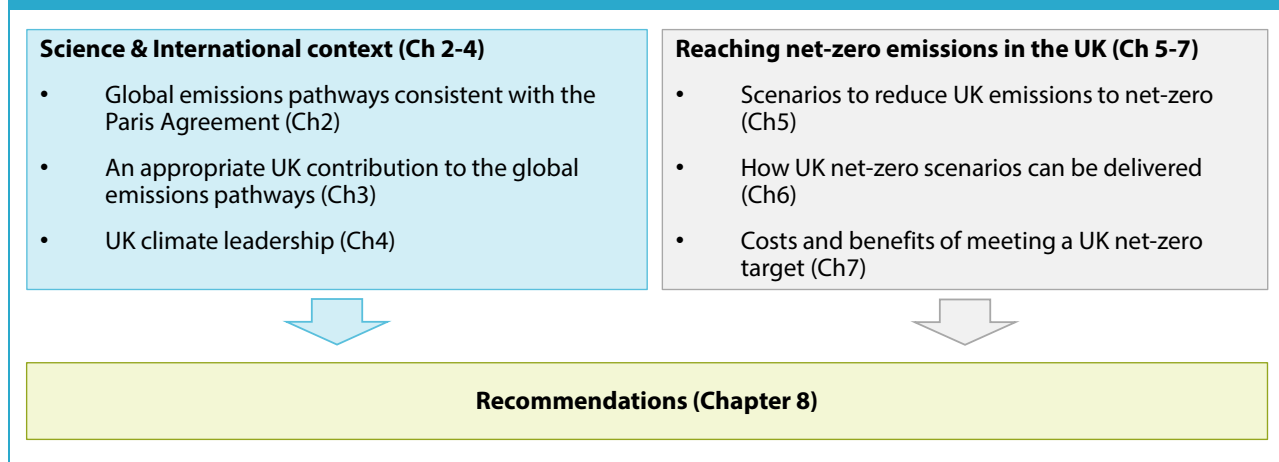 Science & International context (Ch 2-4)
• Global emissions pathways consistent with the
Paris Agreement (Ch2)
• An appropriate UK contribution to the global
emissions pathways (Ch3)
• UK climate leadership (Ch4)
Reaching net-zero emissions in the UK (Ch 5-7)
• Scenarios to reduce UK emissions to net-zero
(Ch5)
• How UK net-zero scenarios can be delivered
(Ch6)
• Costs and benefits of meeting a UK net-zero
target (Ch7)
Recommendations (Chapter 8)